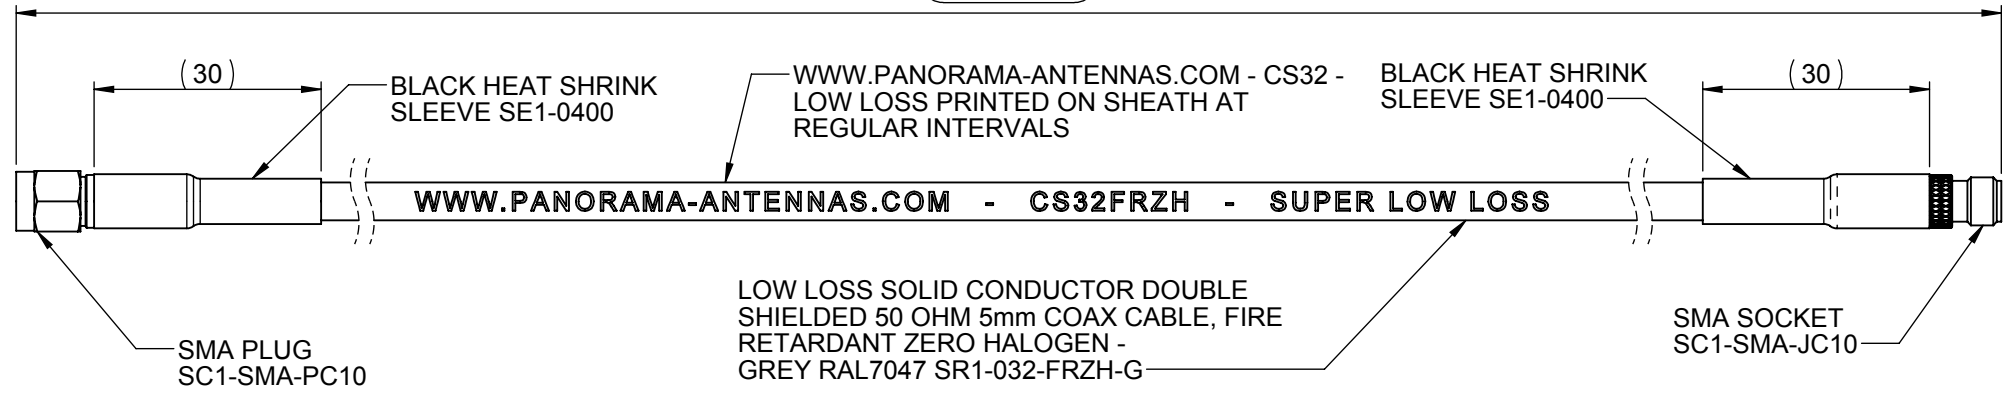 (30)
BLACK HEAT SHRINK
SLEEVE SE1-0400
WWW.PANORAMA-ANTENNAS.COM - CS32 -
LOW LOSS PRINTED ON SHEATH AT
REGULAR INTERVALS
BLACK HEAT SHRINK
SLEEVE SE1-0400
(30)
WWW.PANORAMA-ANTENNAS.COM - CS32FRZH - SUPER LOW LOSS
SMA PLUG
SC1-SMA-PC10
LOW LOSS SOLID CONDUCTOR DOUBLE
SHIELDED 50 OHM 5mm COAX CABLE, FIRE
RETARDANT ZERO HALOGEN -
GREY RAL7047 SR1-032-FRZH-G
SMA SOCKET
SC1-SMA-JC10